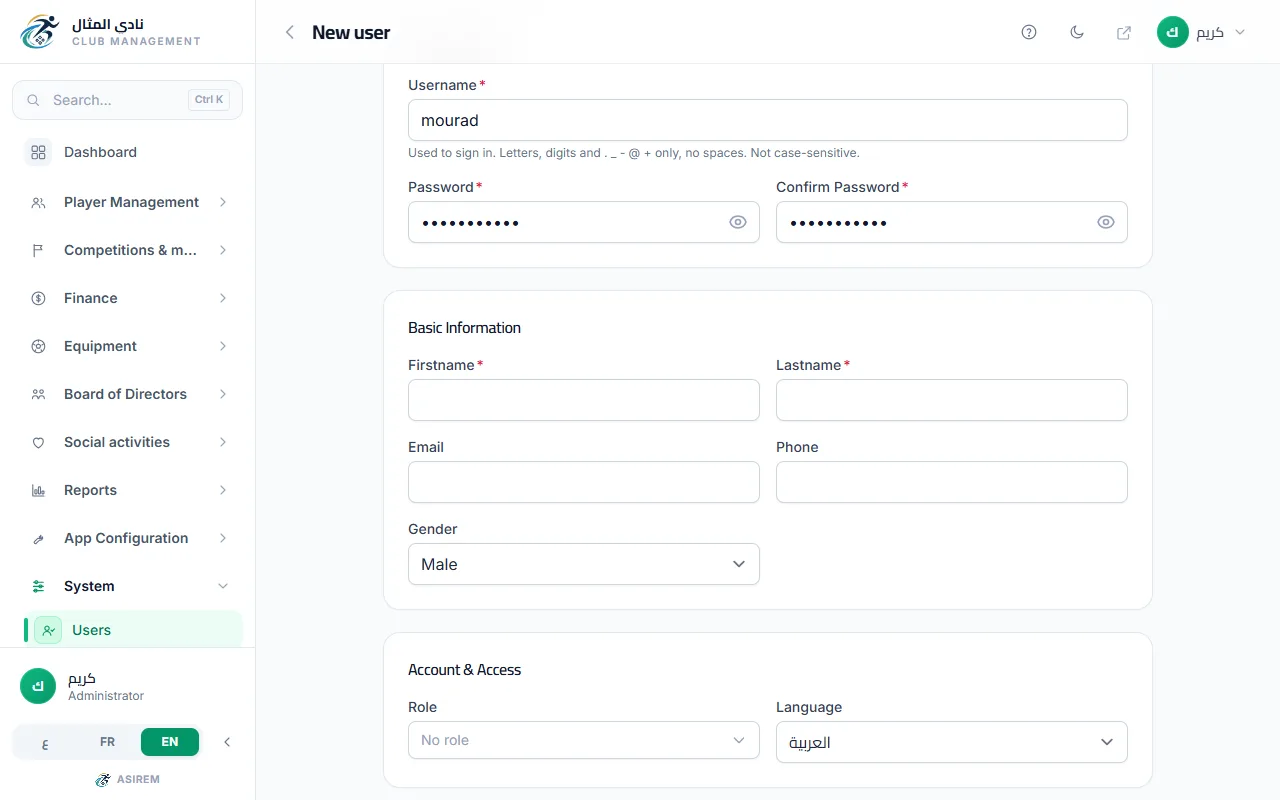 نادي المثال
CLUB MANAGEMENT
New user
كريم
ك
Search...
Ctrl K
Dashboard
Player Management
Competitions & m...
Finance
Equipment
Board of Directors
Social activities
Reports
App Configuration
System
Users
ك
كريم
Administrator
ع
FR
EN
ASIREM
Username *
mourad
Used to sign in. Letters, digits and . _ - @ + only, no spaces. Not case-sensitive.
Password *
Confirm Password *
•••••••••••
•••••••••••
Basic Information
Firstname *
Lastname *
Email
Phone
Gender
Male
Account & Access
Role
Language
No role
العربية